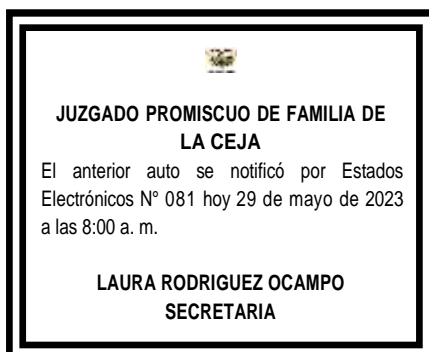 JUZGADO PROMISCUO DE FAMILIA DE
LA CEJA
El anterior auto se notificó por Estados
Electrónicos N° 081 hoy 29 de mayo de 2023
a las 8:00 a. m.
LAURA RODRIGUEZ OCAMPO
SECRETARIA